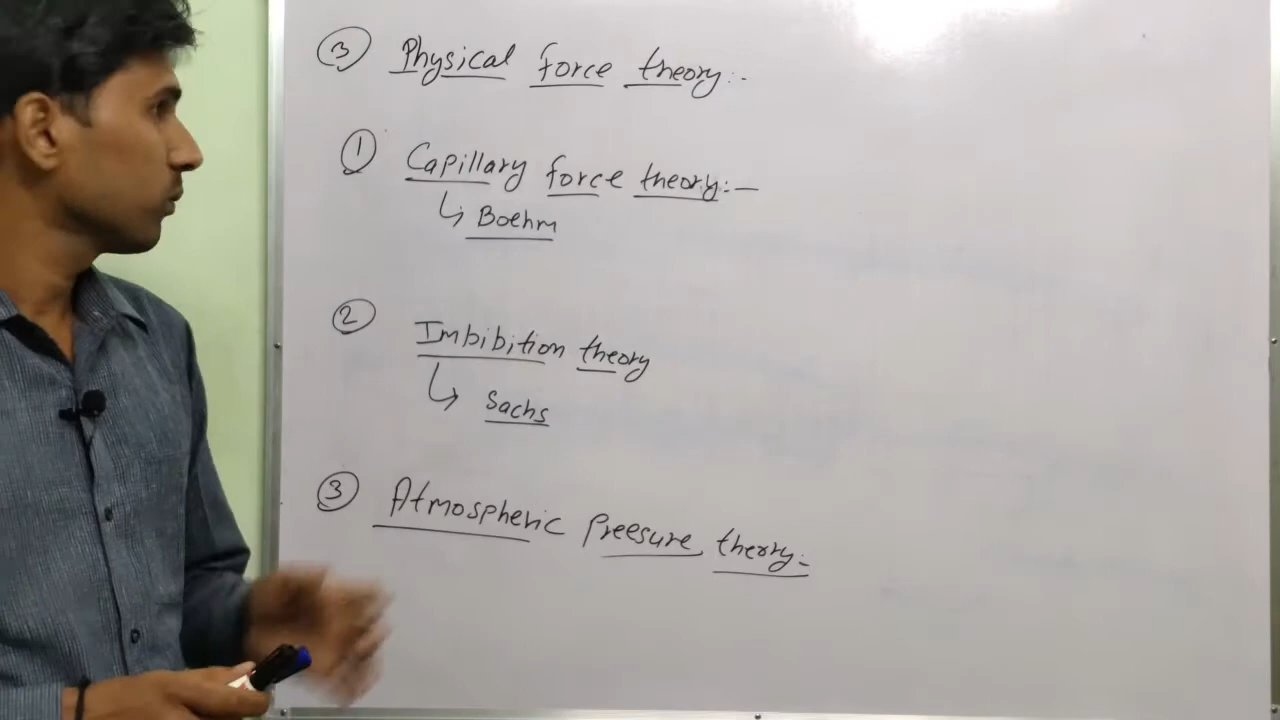 ③ Physical force theory:-
① Capillary force theory:—
↳ Boehm
② Imbibition theory
↳ Sachs
③ Atmospheric Preesure theory:-